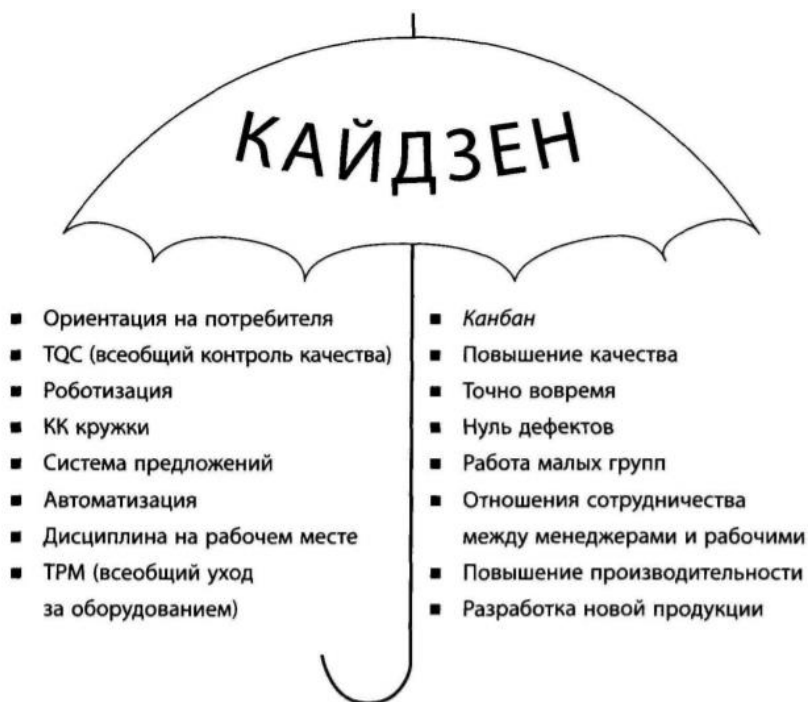 КАЙДЗЕН
■ Ориентация на потребителя
■ TQC (всеобщий контроль качества)
■ Роботизация
■ КК кружки
■ Система предложений
■ Автоматизация
■ Дисциплина на рабочем месте
■ ТРМ (всеобщий уход
за оборудованием)
■ Канбан
■ Повышение качества
■ Точно вовремя
■ Нуль дефектов
■ Работа малых групп
■ Отношения сотрудничества
между менеджерами и рабочими
■ Повышение производительности
■ Разработка новой продукции